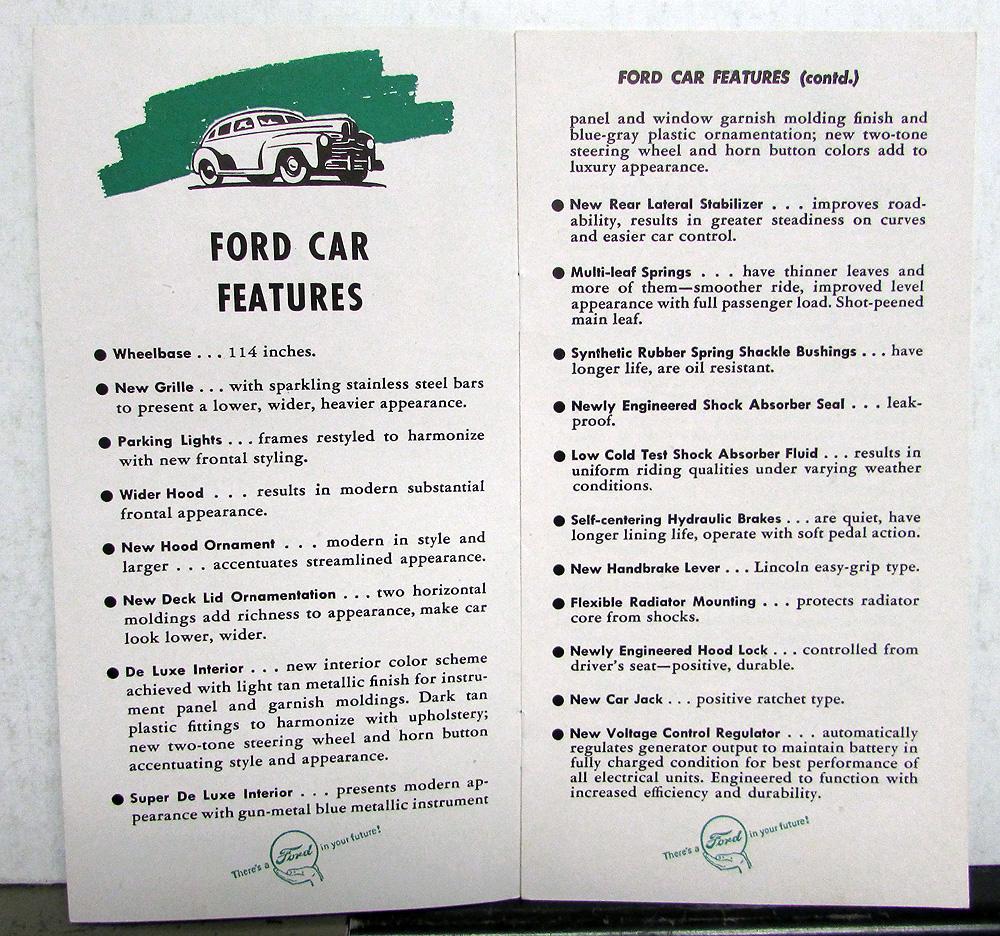 FORD CAR
FEATURES
● Wheelbase . . . 114 inches.
● New Grille . . . with sparkling stainless steel bars
to present a lower, wider, heavier appearance.
● Parking Lights . . . frames restyled to harmonize
with new frontal styling.
● Wider Hood . . . results in modern substantial
frontal appearance.
● New Hood Ornament . . . modern in style and
larger . . . accentuates streamlined appearance.
● New Deck Lid Ornamentation . . . two horizontal
moldings add richness to appearance, make car
look lower, wider.
● De Luxe Interior . . . new interior color scheme
achieved with light tan metallic finish for instru-
ment panel and garnish moldings. Dark tan
plastic fittings to harmonize with upholstery;
new two-tone steering wheel and horn button
accentuating style and appearance.
● Super De Luxe Interior . . . presents modern ap-
pearance with gun-metal blue metallic instrument
There's a Ford in your future!
FORD CAR FEATURES (contd.)
panel and window garnish molding finish and
blue-gray plastic ornamentation; new two-tone
steering wheel and horn button colors add to
luxury appearance.
● New Rear Lateral Stabilizer . . . improves road-
ability, results in greater steadiness on curves
and easier car control.
● Multi-leaf Springs . . . have thinner leaves and
more of them—smoother ride, improved level
appearance with full passenger load. Shot-peened
main leaf.
● Synthetic Rubber Spring Shackle Bushings . . . have
longer life, are oil resistant.
● Newly Engineered Shock Absorber Seal . . . leak-
proof.
● Low Cold Test Shock Absorber Fluid . . . results in
uniform riding qualities under varying weather
conditions.
● Self-centering Hydraulic Brakes . . . are quiet, have
longer lining life, operate with soft pedal action.
● New Handbrake Lever . . . Lincoln easy-grip type.
● Flexible Radiator Mounting . . . protects radiator
core from shocks.
● Newly Engineered Hood Lock . . . controlled from
driver's seat—positive, durable.
● New Car Jack . . . positive ratchet type.
● New Voltage Control Regulator . . . automatically
regulates generator output to maintain battery in
fully charged condition for best performance of
all electrical units. Engineered to function with
increased efficiency and durability.
There's a Ford in your future!